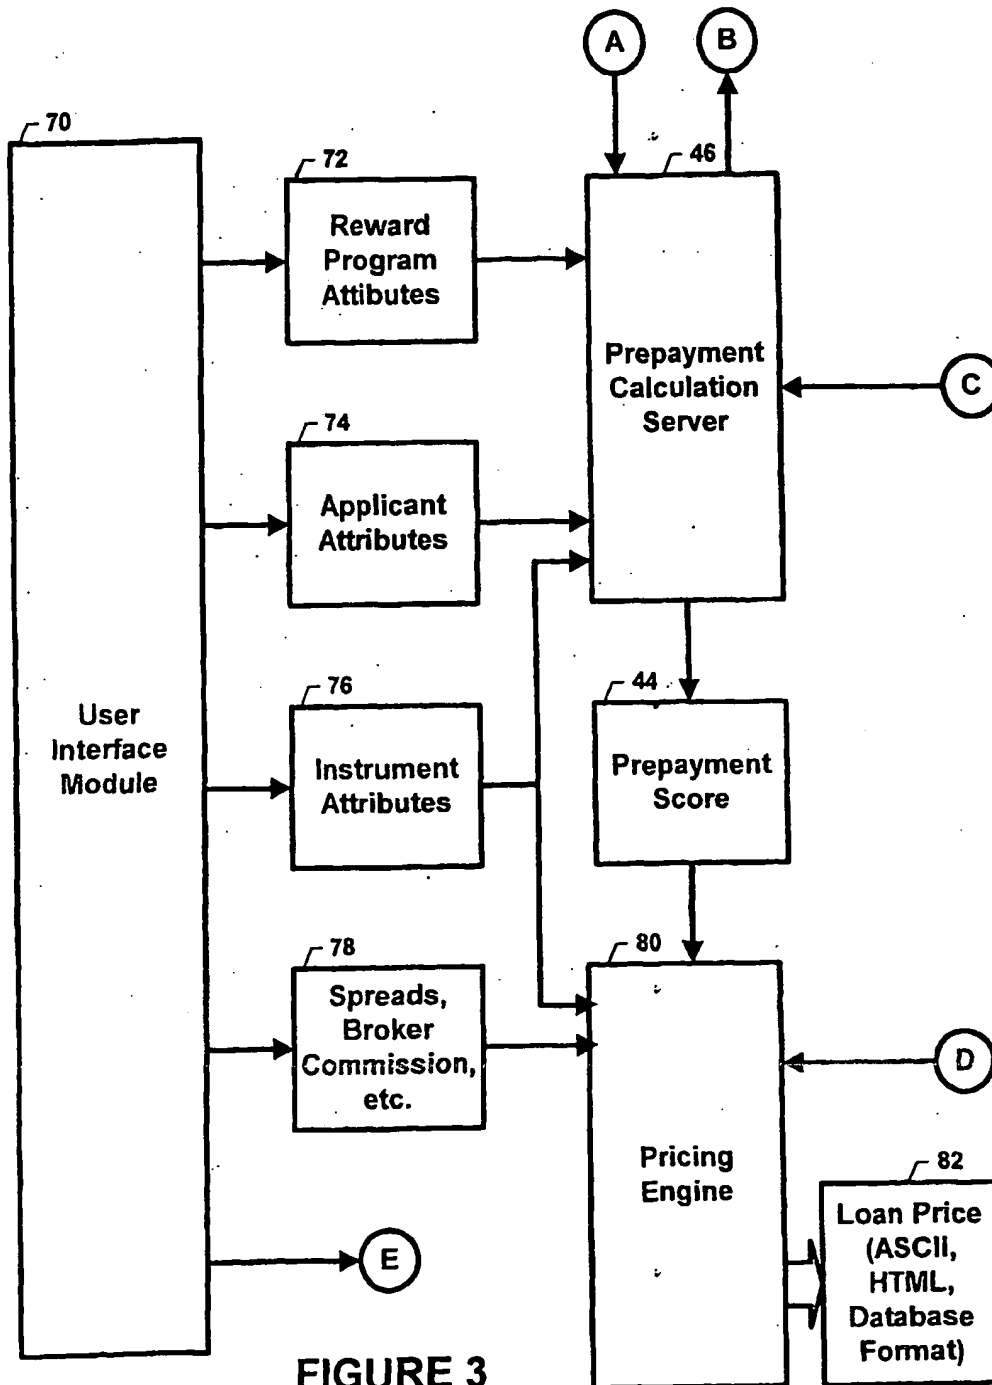 A
B
70
72
46
Reward
Program
Attibutes
Prepayment
Calculation
Server
C
74
Applicant
Attributes
76
44
User
Interface
Module
Instrument
Attributes
Prepayment
Score
78
80
Spreads,
Broker
Commission,
etc.
D
Pricing
Engine
82
Loan Price
(ASCII,
HTML,
Database
Format)
E
FIGURE 3